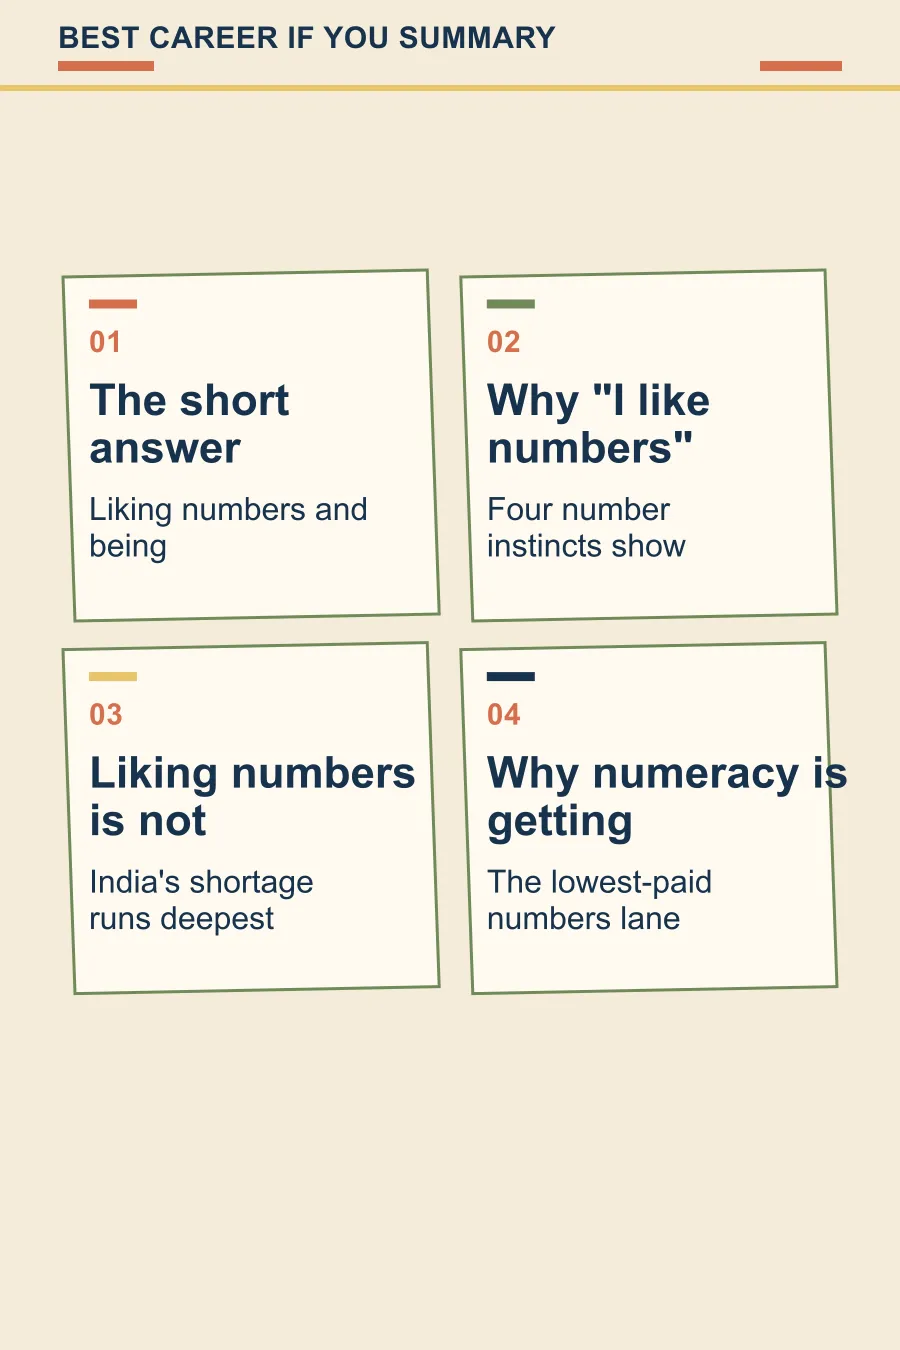 BEST CAREER IF YOU SUMMARY
01
The short
answer
Liking numbers and
being
02
Why "I like
numbers"
Four number
instincts show
03
Liking numbers
is not
India's shortage
runs deepest
04
Why numeracy is
getting
The lowest-paid
numbers lane